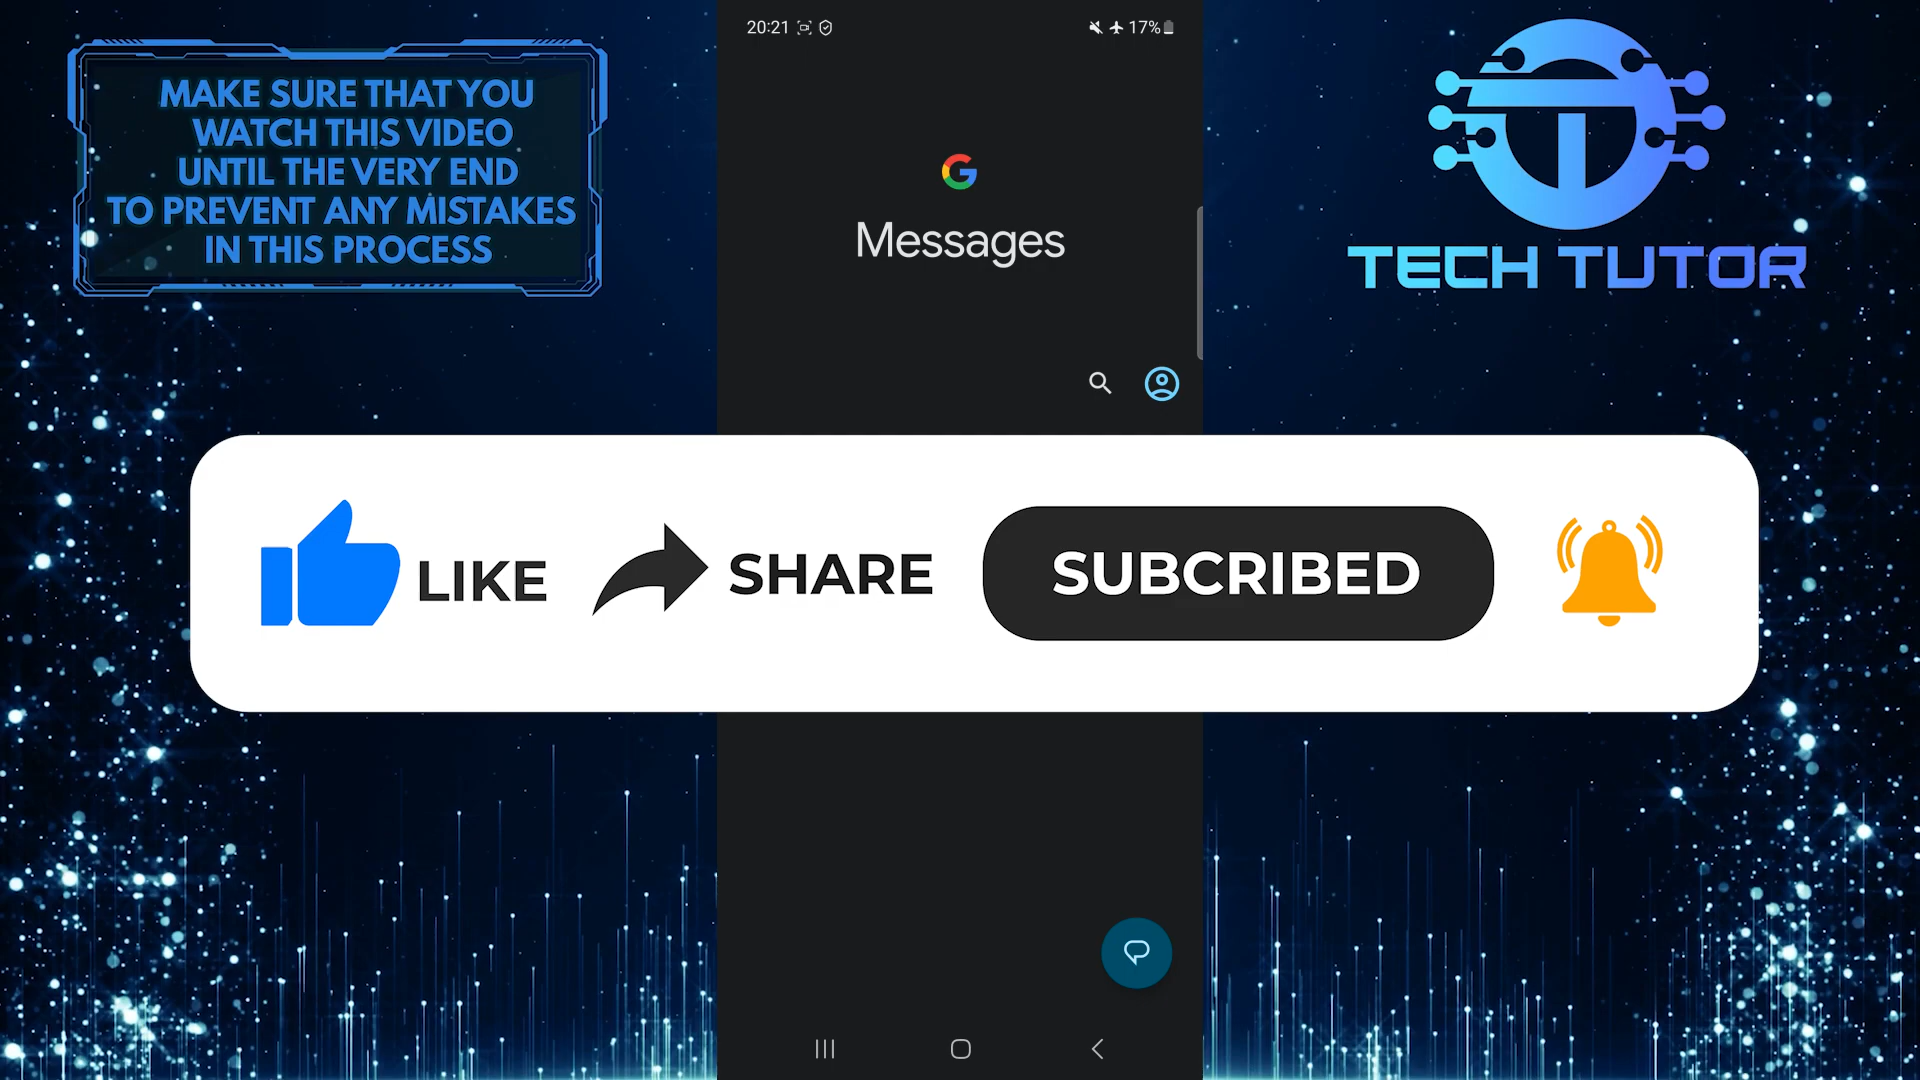 MAKE SURE THAT YOU
WATCH THIS VIDEO
UNTIL THE VERY END
TO PREVENT ANY MISTAKES
IN THIS PROCESS
20:21
17%
Messages
TECH TUTOR
LIKE
SHARE
SUBCRIBED